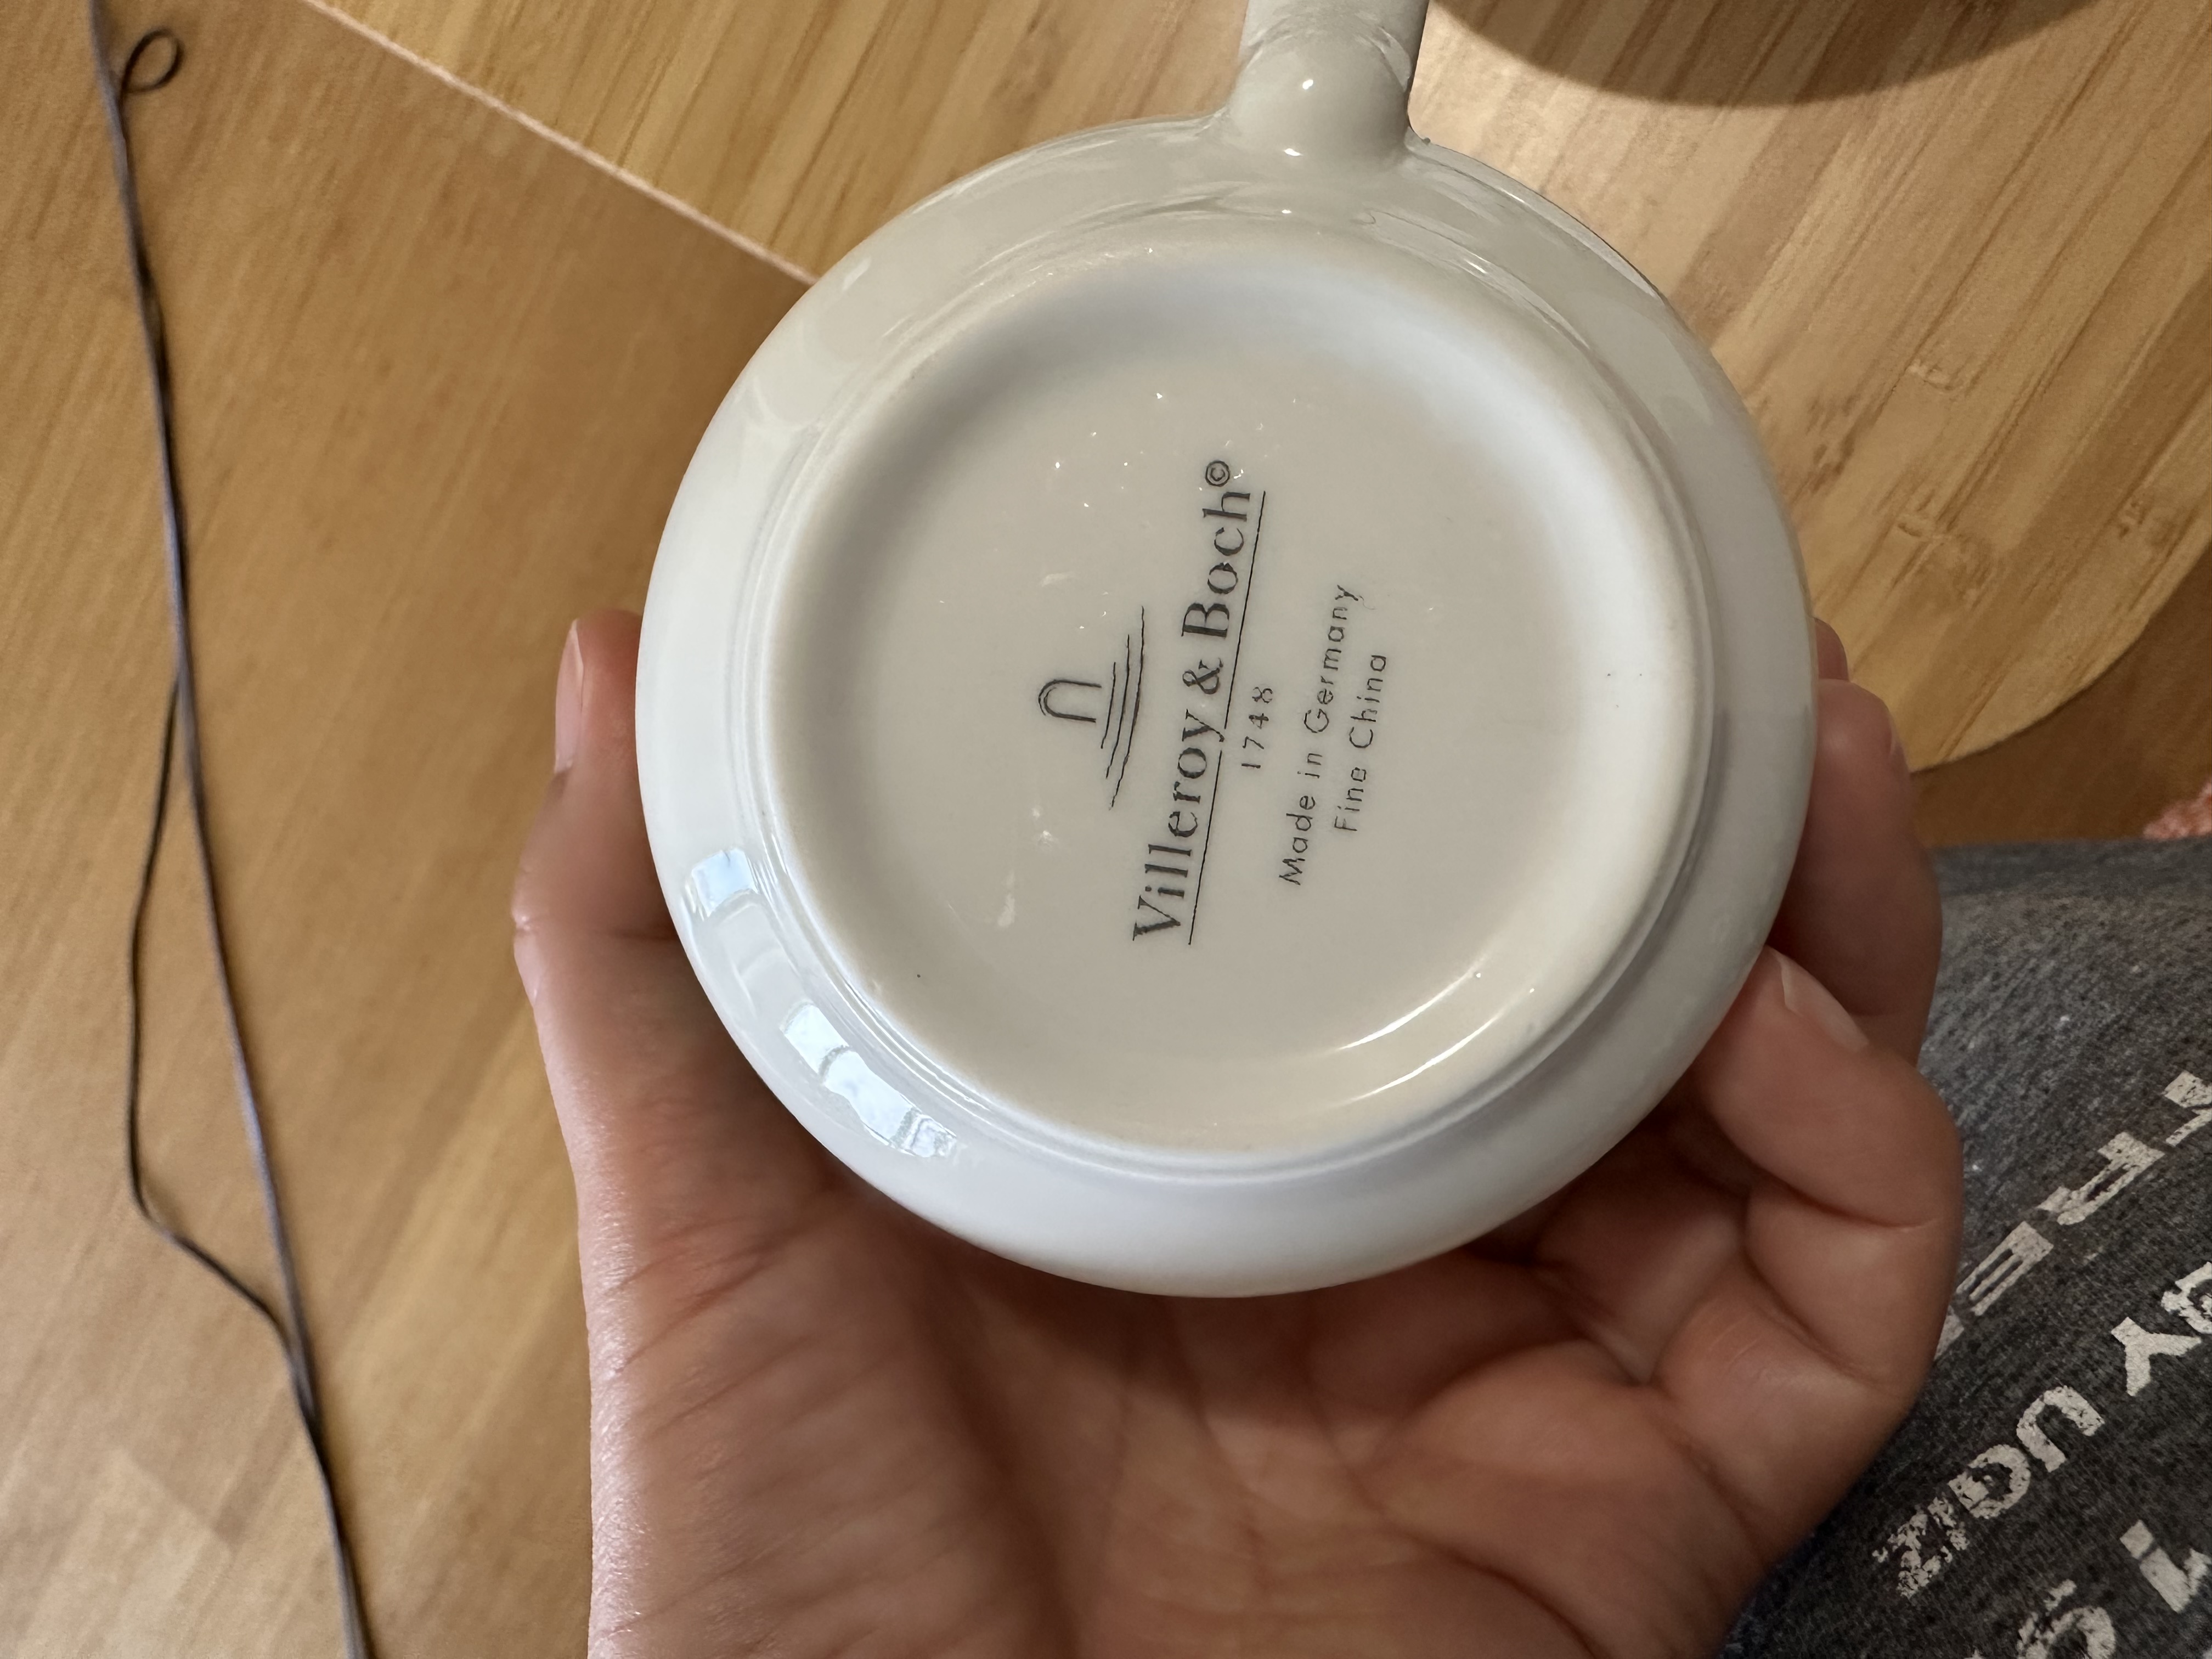 Villeroy & Boch©
1748
Made in Germany
Fine China